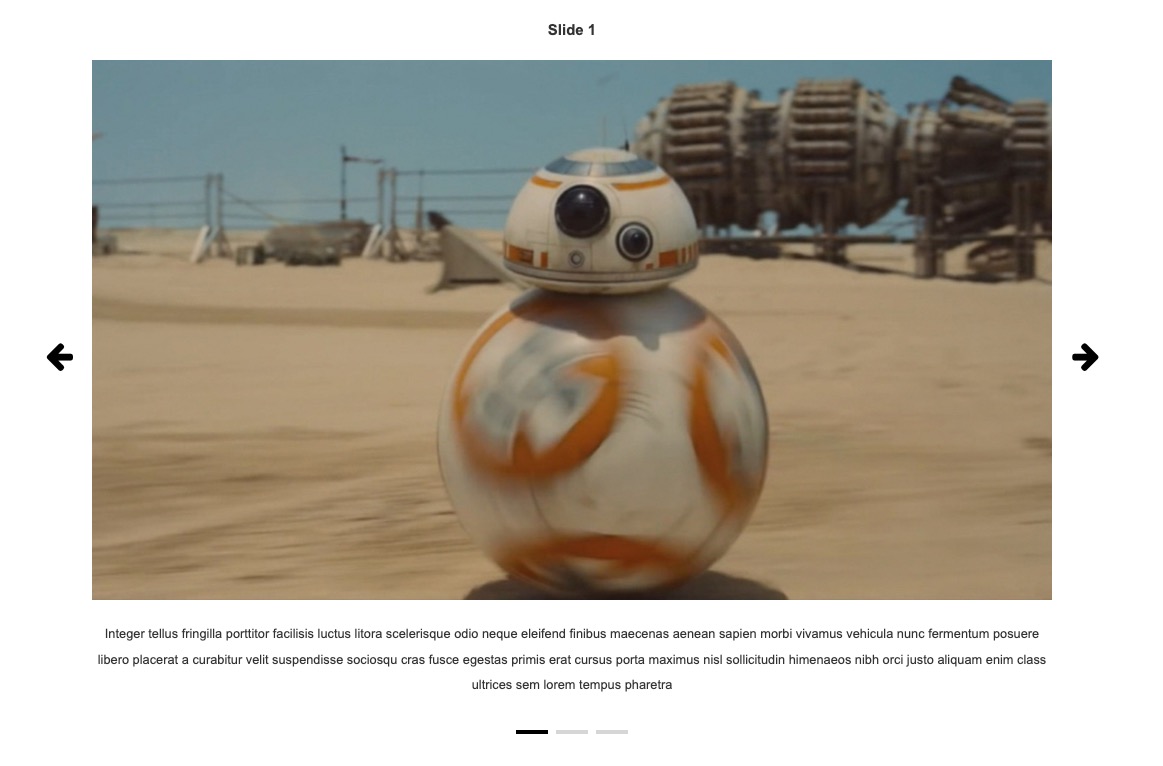 Slide 1
Integer tellus fringilla porttitor facilisis luctus litora scelerisque odio neque eleifend finibus maecenas aenean sapien morbi vivamus vehicula nunc fermentum posuere
libero placerat a curabitur velit suspendisse sociosqu cras fusce egestas primis erat cursus porta maximus nisl sollicitudin himenaeos nibh orci justo aliquam enim class
ultrices sem lorem tempus pharetra